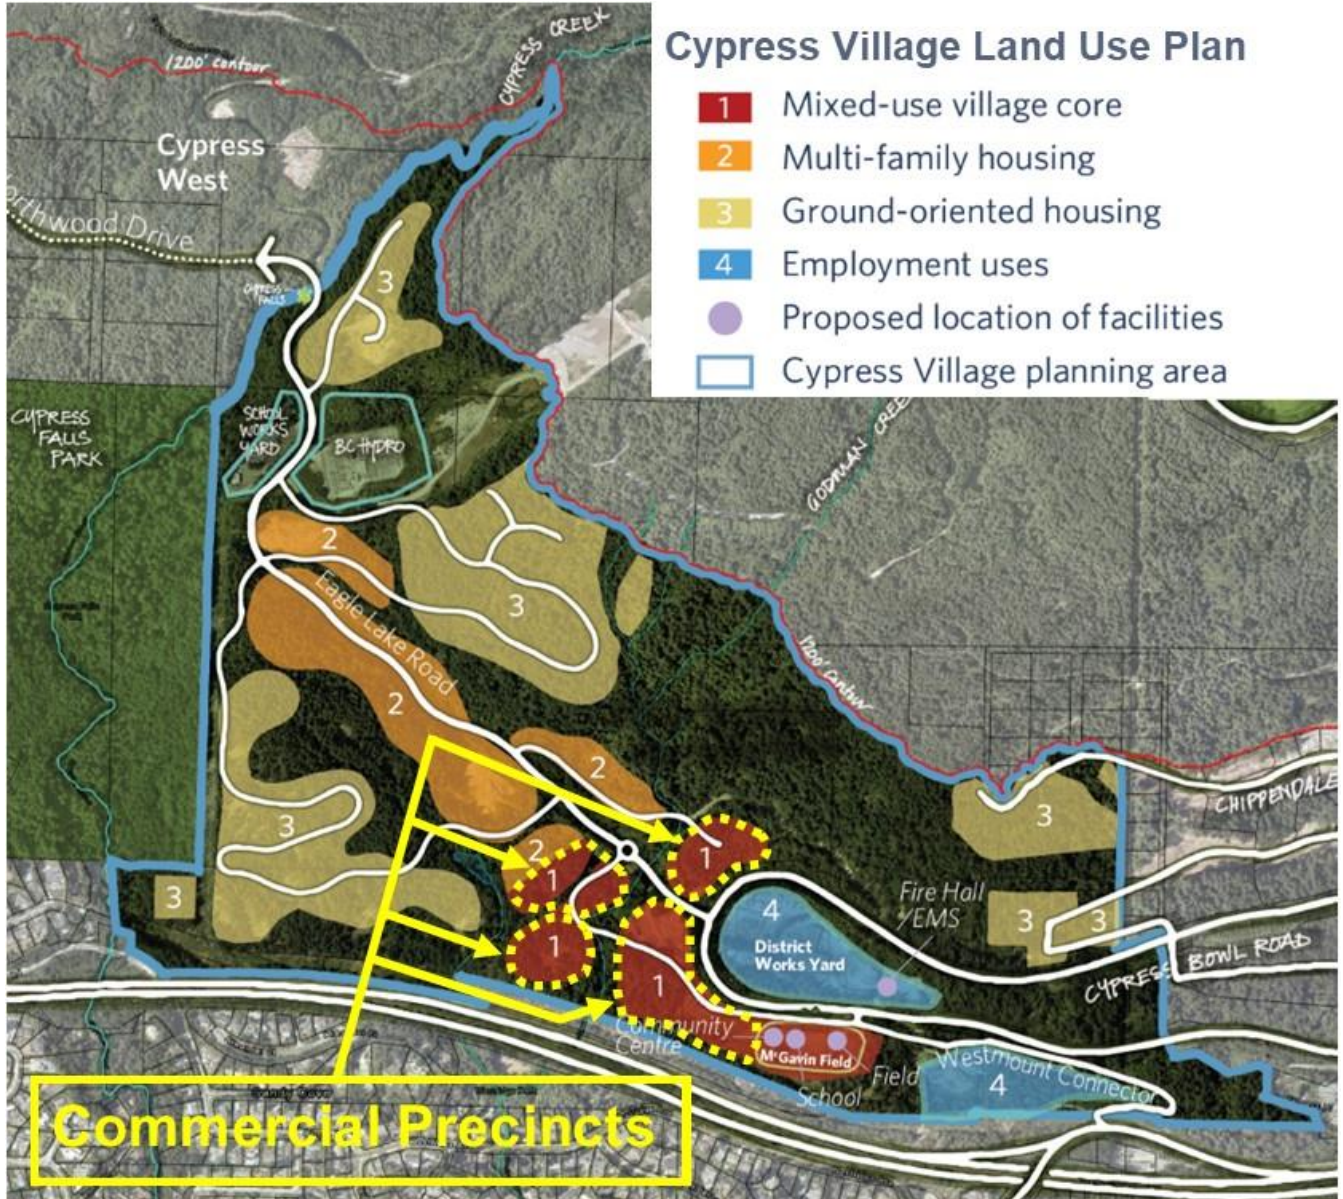 Cypress Village Land Use Plan
1 Mixed-use village core
2 Multi-family housing
3 Ground-oriented housing
4 Employment uses
Proposed location of facilities
Cypress Village planning area
CYPRESS CREEK
1200' contour
Cypress
West
Northwood Drive
CYPRESS
FALLS
3
CYPRESS
FALLS
PARK
SCHOOL
WORKS
YARD
BC HYDRO
GODMAN CREEK
2
3
Eagle Lake Road
1200' contour
2
2
3
3
CHIPPENDALE
2
1
1
3
4
Fire Hall
/EMS
3
3
1
District
Works Yard
CYPRESS BOWL ROAD
1
Community
Centre
McGavin Field
Field
School
Westmount Connector
4
Commercial Precincts